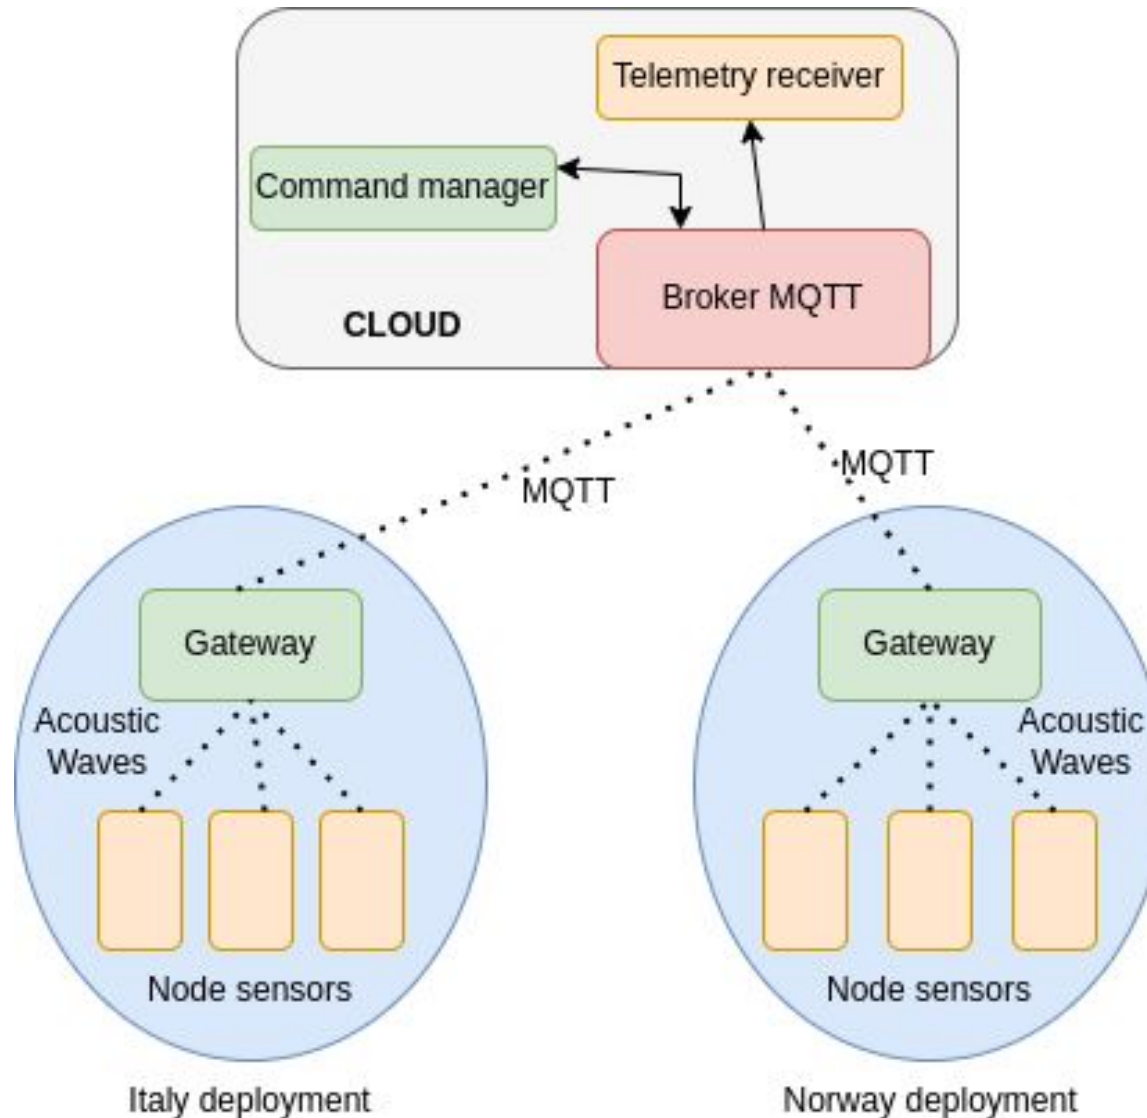 Telemetry receiver
Command manager
Broker MQTT
CLOUD
MQTT
MQTT
Gateway
Gateway
Acoustic
Waves
Acoustic
Waves
Node sensors
Node sensors
Italy deployment
Norway deployment